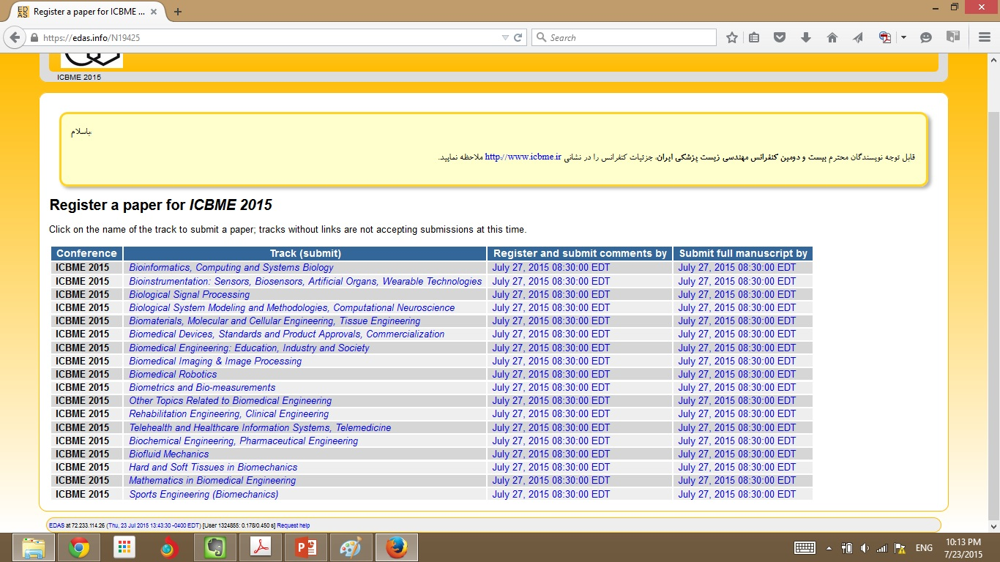 ED AS
Register a paper for ICBME ...
https://edas.info/N19425
Search
ICBME 2015
باسلام.
قابل توجه نویسندگان محترم بیست و دومین کنفرانس مهندسی زیست پزشکی ایران، جزئیات کنفرانس را در نشانی http://www.icbme.ir ملاحظه نمایید.
Register a paper for ICBME 2015
Click on the name of the track to submit a paper; tracks without links are not accepting submissions at this time.
Conference Track (submit) Register and submit comments by Submit full manuscript by
ICBME 2015 Bioinformatics, Computing and Systems Biology July 27, 2015 08:30:00 EDT July 27, 2015 08:30:00 EDT
ICBME 2015 Bioinstrumentation: Sensors, Biosensors, Artificial Organs, Wearable Technologies July 27, 2015 08:30:00 EDT July 27, 2015 08:30:00 EDT
ICBME 2015 Biological Signal Processing July 27, 2015 08:30:00 EDT July 27, 2015 08:30:00 EDT
ICBME 2015 Biological System Modeling and Methodologies, Computational Neuroscience July 27, 2015 08:30:00 EDT July 27, 2015 08:30:00 EDT
ICBME 2015 Biomaterials, Molecular and Cellular Engineering, Tissue Engineering July 27, 2015 08:30:00 EDT July 27, 2015 08:30:00 EDT
ICBME 2015 Biomedical Devices, Standards and Product Approvals, Commercialization July 27, 2015 08:30:00 EDT July 27, 2015 08:30:00 EDT
ICBME 2015 Biomedical Engineering: Education, Industry and Society July 27, 2015 08:30:00 EDT July 27, 2015 08:30:00 EDT
ICBME 2015 Biomedical Imaging & Image Processing July 27, 2015 08:30:00 EDT July 27, 2015 08:30:00 EDT
ICBME 2015 Biomedical Robotics July 27, 2015 08:30:00 EDT July 27, 2015 08:30:00 EDT
ICBME 2015 Biometrics and Bio-measurements July 27, 2015 08:30:00 EDT July 27, 2015 08:30:00 EDT
ICBME 2015 Other Topics Related to Biomedical Engineering July 27, 2015 08:30:00 EDT July 27, 2015 08:30:00 EDT
ICBME 2015 Rehabilitation Engineering, Clinical Engineering July 27, 2015 08:30:00 EDT July 27, 2015 08:30:00 EDT
ICBME 2015 Telehealth and Healthcare Information Systems, Telemedicine July 27, 2015 08:30:00 EDT July 27, 2015 08:30:00 EDT
ICBME 2015 Biochemical Engineering, Pharmaceutical Engineering July 27, 2015 08:30:00 EDT July 27, 2015 08:30:00 EDT
ICBME 2015 Biofluid Mechanics July 27, 2015 08:30:00 EDT July 27, 2015 08:30:00 EDT
ICBME 2015 Hard and Soft Tissues in Biomechanics July 27, 2015 08:30:00 EDT July 27, 2015 08:30:00 EDT
ICBME 2015 Mathematics in Biomedical Engineering July 27, 2015 08:30:00 EDT July 27, 2015 08:30:00 EDT
ICBME 2015 Sports Engineering (Biomechanics) July 27, 2015 08:30:00 EDT July 27, 2015 08:30:00 EDT
EDAS at 72.233.114.26 (Thu, 23 Jul 2015 13:43:30 -0400 EDT) [User 1324855: 0.178/0.450 s] Request help
ENG
10:13 PM
7/23/2015